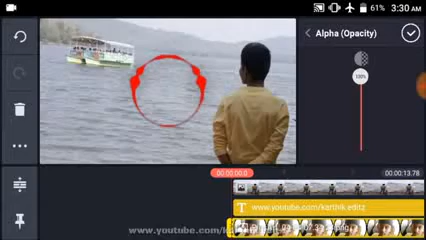 61% 3:30 AM
Alpha (Opacity)
100%
00:00:00.0
00:00:13.78
T www.youtube.com/karthik editz
www.youtube.com/k